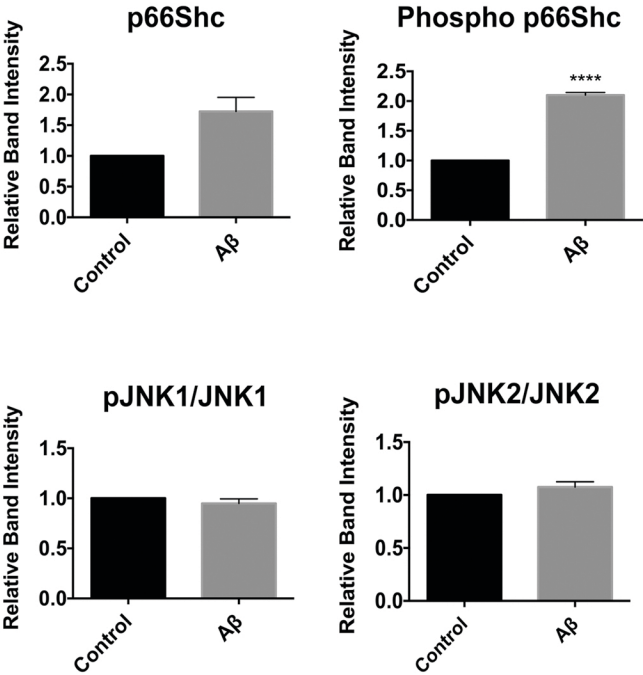 p66Shc
Relative Band Intensity
2.5
2.0
1.5
1.0
0.5
0.0
Control
Aβ
Phospho p66Shc
Relative Band Intensity
2.5
2.0
1.5
1.0
0.5
0.0
****
Control
Aβ
pJNK1/JNK1
Relative Band Intensity
1.5
1.0
0.5
0.0
Control
Aβ
pJNK2/JNK2
Relative Band Intensity
1.5
1.0
0.5
0.0
Control
Aβ